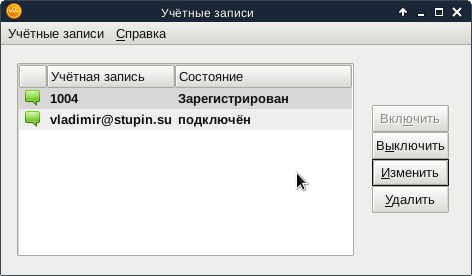 Учётные записи
Учётные записи Справка
Учётная запись Состояние
1004 Зарегистрирован
vladimir@stupin.su подключён
Включить
Выключить
Изменить
Удалить